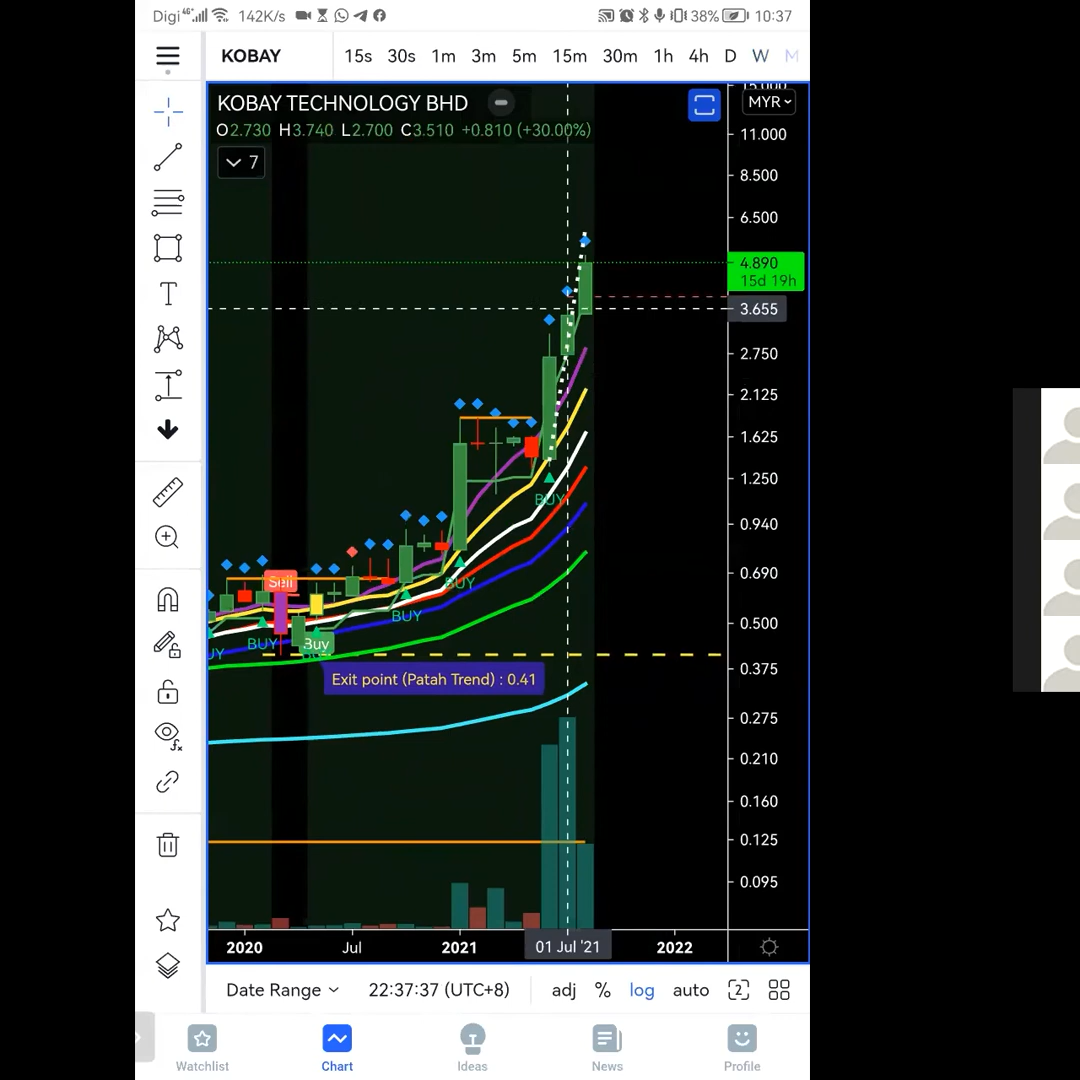 Digi 4G 142K/s 38% 10:37
KOBAY 15s 30s 1m 3m 5m 15m 30m 1h 4h D W M
KOBAY TECHNOLOGY BHD
MYR
O2.730 H3.740 L2.700 C3.510 +0.810 (+30.00%)
7
15.000
11.000
8.500
6.500
4.890
15d 19h
3.655
2.750
2.125
1.625
1.250
0.940
0.690
0.500
0.375
0.275
0.210
0.160
0.125
0.095
BUY
BUY
BUY
Sell
Buy
BUY
UY
Exit point (Patah Trend) : 0.41
2020 Jul 2021 01 Jul '21 2022
Date Range 22:37:37 (UTC+8) adj % log auto 2
Watchlist Chart Ideas News Profile